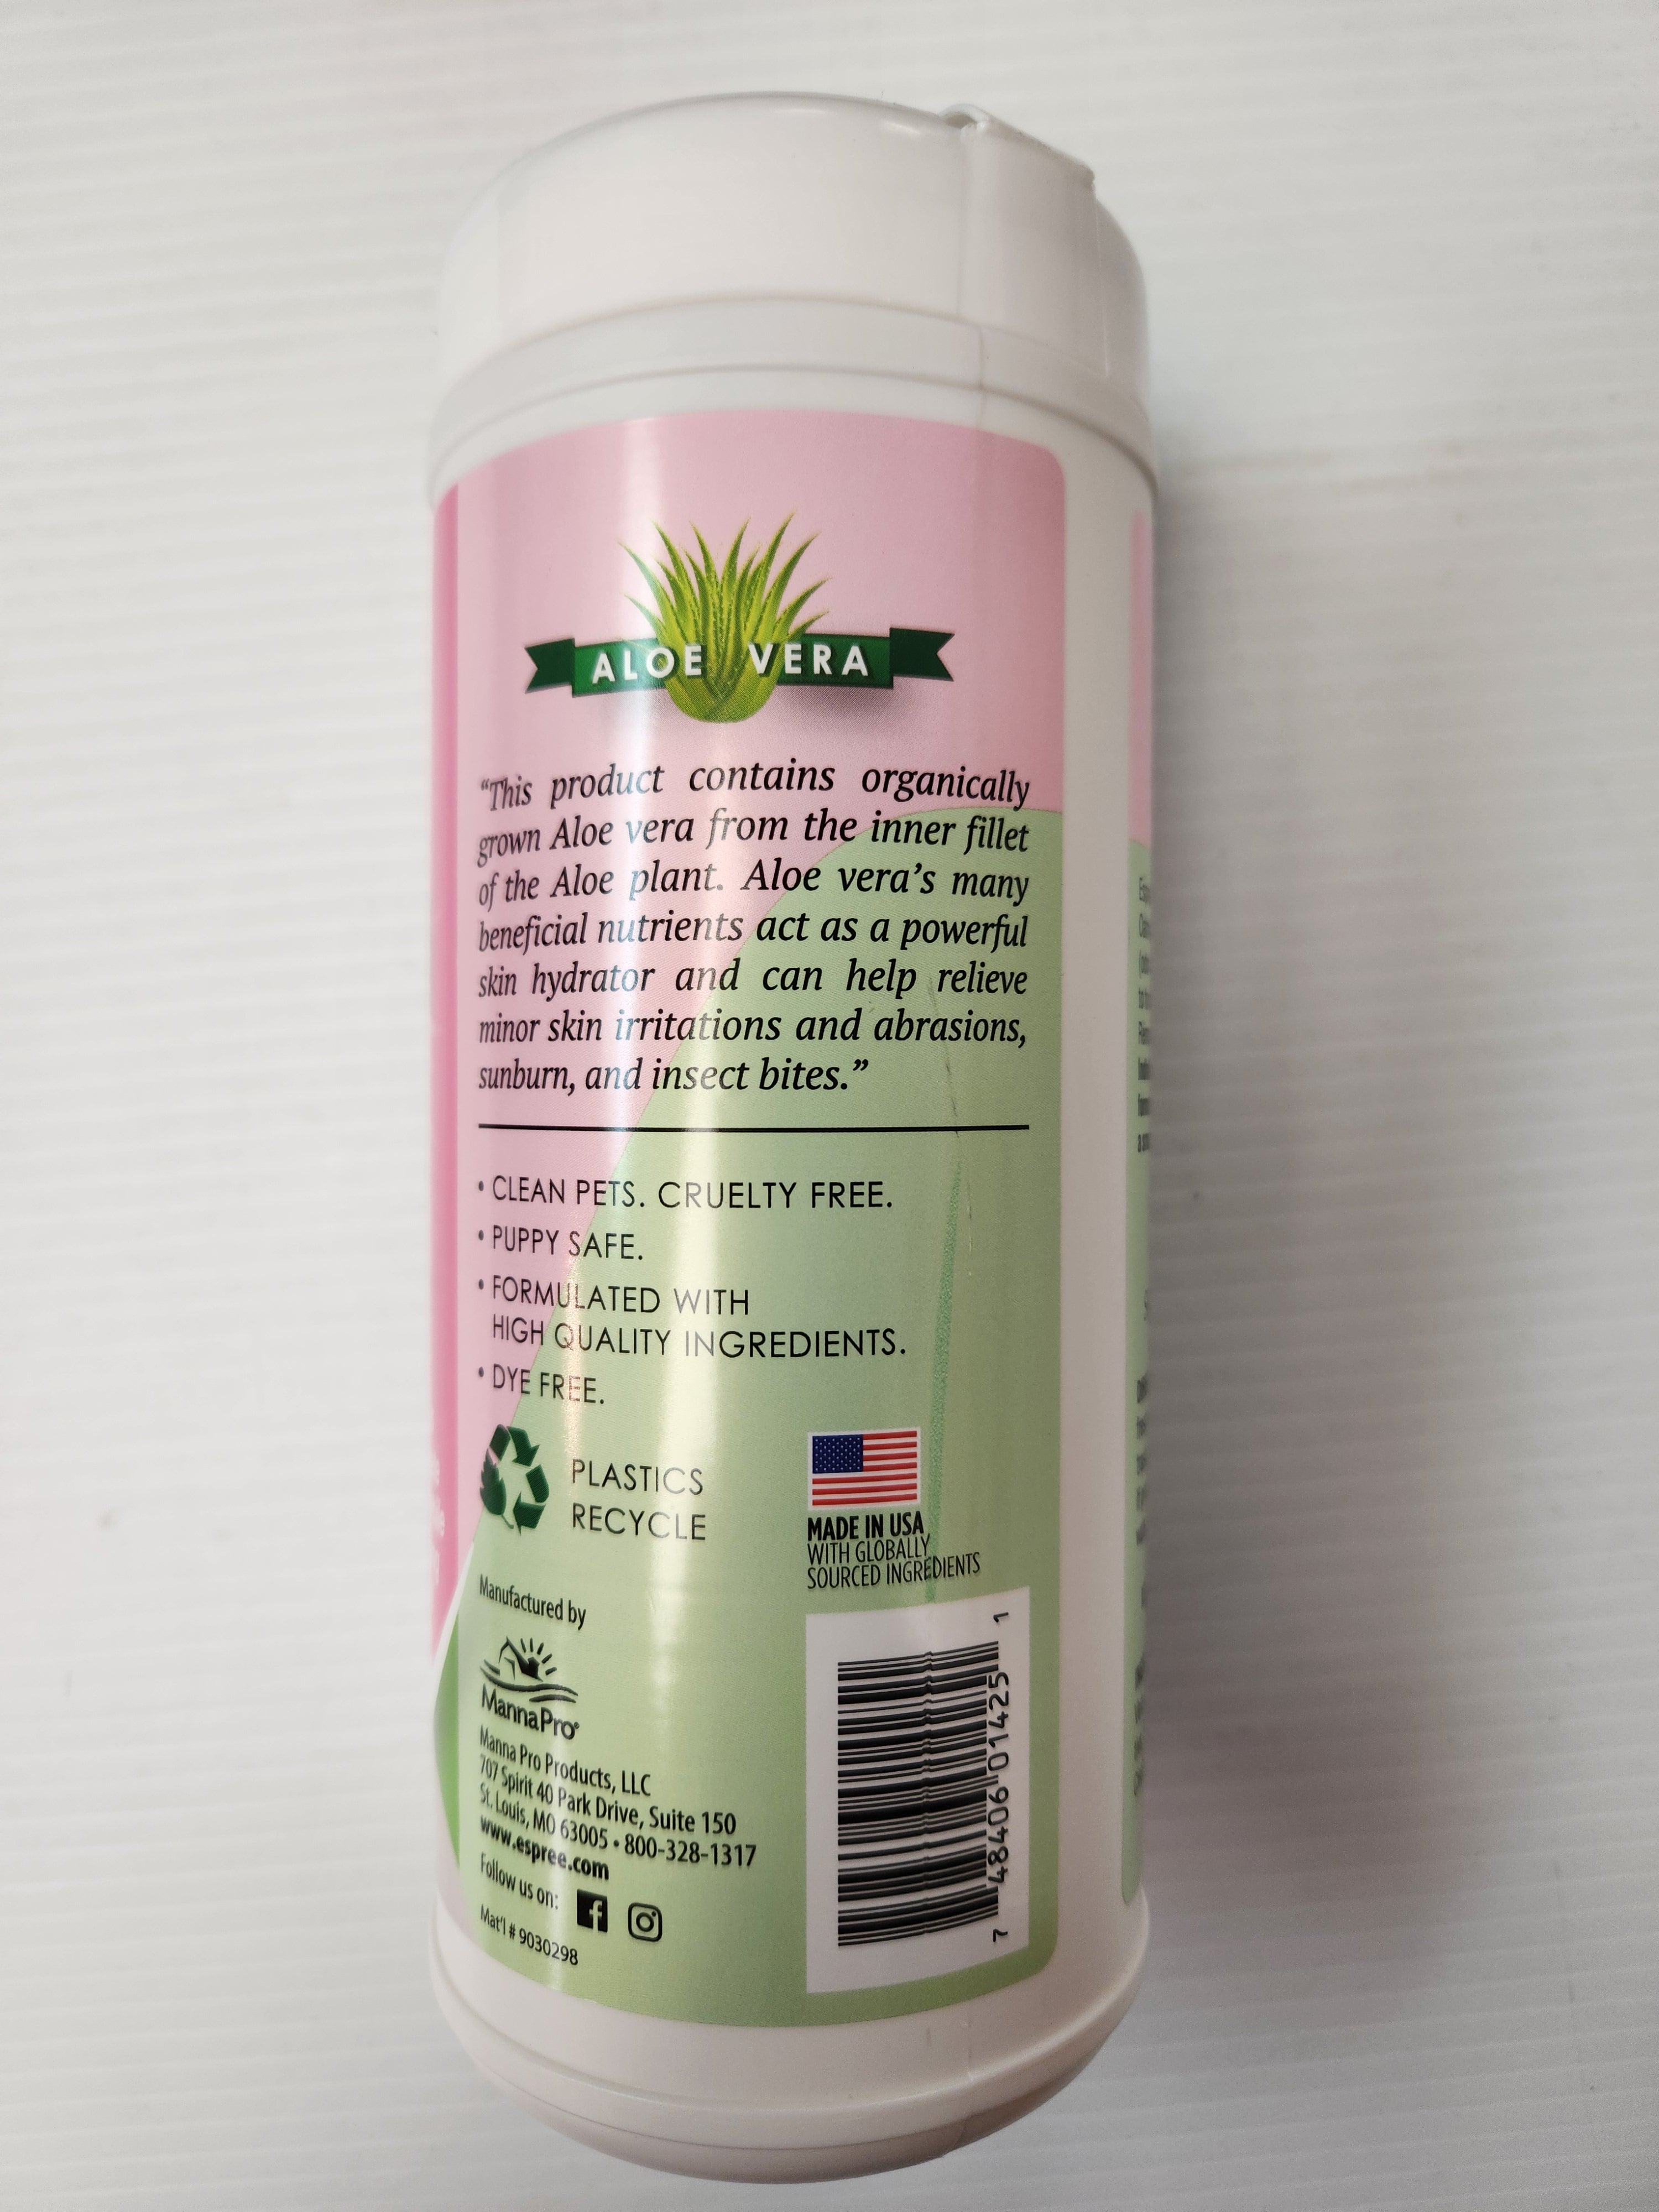 ALOE VERA
“This product contains organically
grown Aloe vera from the inner fillet
of the Aloe plant. Aloe vera’s many
beneficial nutrients act as a powerful
skin hydrator and can help relieve
minor skin irritations and abrasions,
sunburn, and insect bites.”
• CLEAN PETS. CRUELTY FREE.
• PUPPY SAFE.
• FORMULATED WITH
HIGH QUALITY INGREDIENTS.
• DYE FREE.
PLASTICS
RECYCLE
MADE IN USA
WITH GLOBALLY
SOURCED INGREDIENTS
Manufactured by
MannaPro®
Manna Pro Products, LLC
707 Spirit 40 Park Drive, Suite 150
St. Louis, MO 63005 • 800-328-1317
www.espree.com
Follow us on:
Mat'l # 9030298
7 48406 01425 1